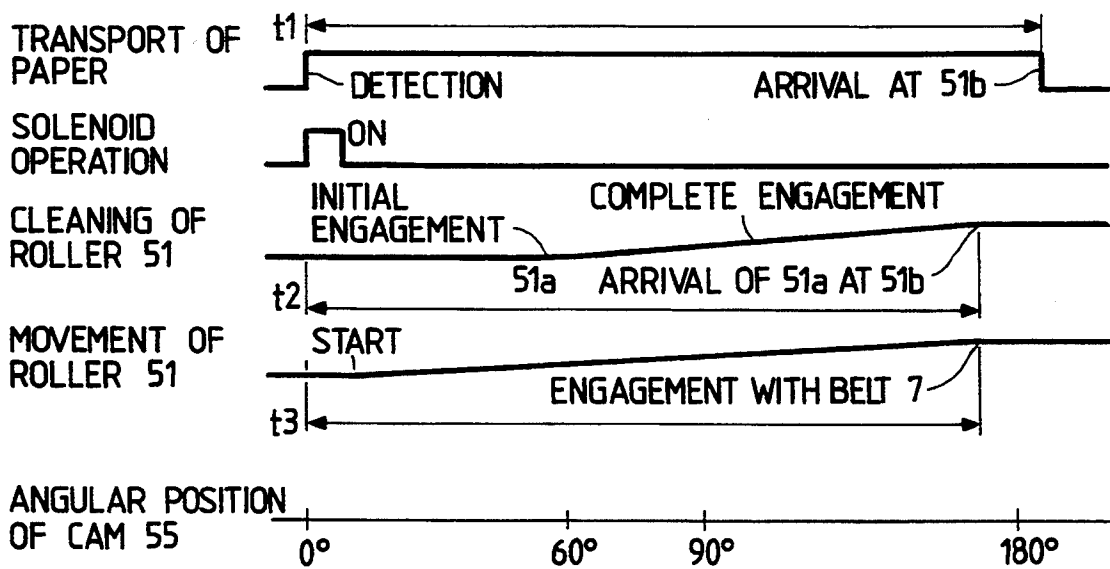 t1
TRANSPORT OF
PAPER
DETECTION
ARRIVAL AT 51b
SOLENOID
OPERATION
ON
CLEANING OF
ROLLER 51
INITIAL
ENGAGEMENT
COMPLETE ENGAGEMENT
51a
ARRIVAL OF 51a AT 51b
t2
MOVEMENT OF
ROLLER 51
START
ENGAGEMENT WITH BELT 7
t3
ANGULAR POSITION
OF CAM 55
0° 60° 90° 180°